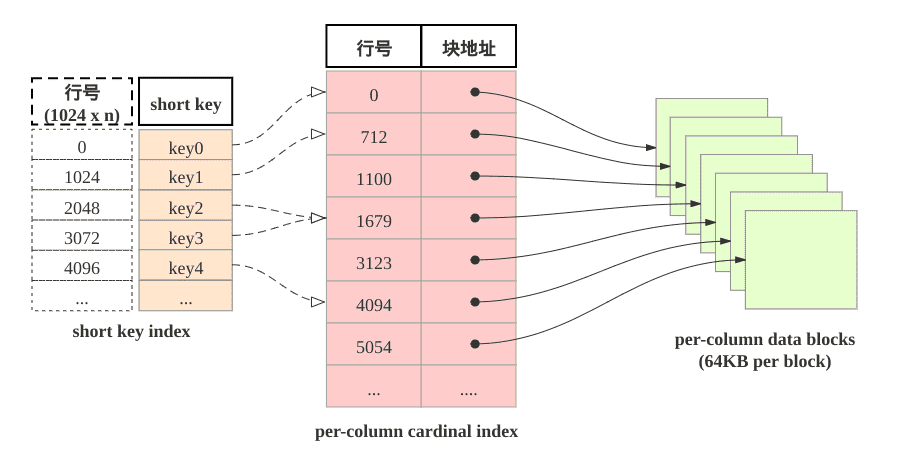 行号
(1024 x n)
short key
0
key0
1024
key1
2048
key2
3072
key3
4096
key4
...
...
short key index
行号
块地址
0
712
1100
1679
3123
4094
5054
...
....
per-column cardinal index
per-column data blocks
(64KB per block)